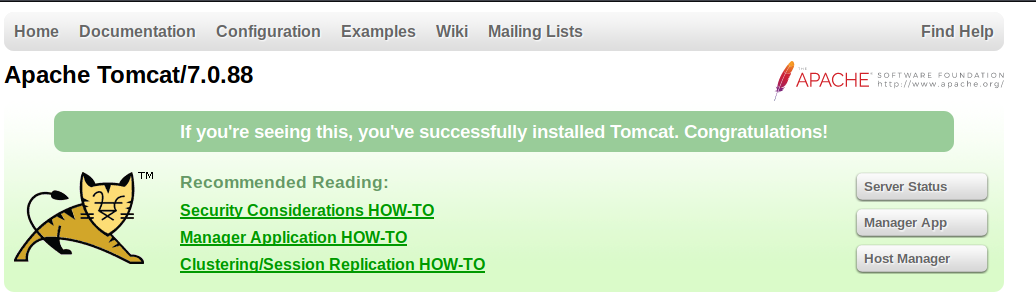 Home Documentation Configuration Examples Wiki Mailing Lists Find Help
Apache Tomcat/7.0.88
THE APACHE® SOFTWARE FOUNDATION
http://www.apache.org/
If you're seeing this, you've successfully installed Tomcat. Congratulations!
TM
Recommended Reading:
Security Considerations HOW-TO
Manager Application HOW-TO
Clustering/Session Replication HOW-TO
Server Status
Manager App
Host Manager